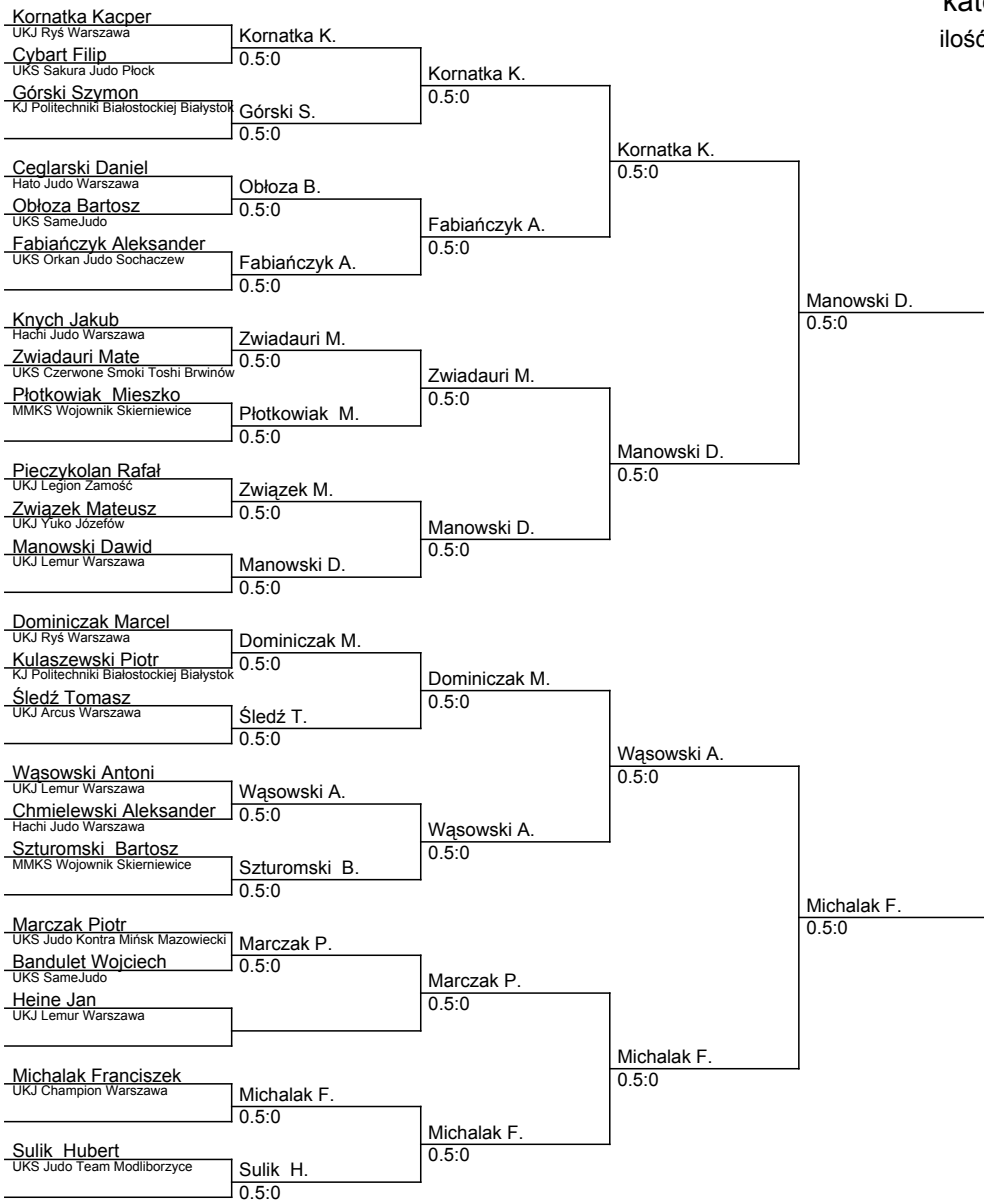 Kornatka Kacper
UKJ Ryś Warszawa
Cybart Filip
UKS Sakura Judo Płock
Górski Szymon
KJ Politechniki Białostockiej Białystok
Ceglarski Daniel
Hato Judo Warszawa
Obłoza Bartosz
UKS SameJudo
Fabiańczyk Aleksander
UKS Orkan Judo Sochaczew
Knych Jakub
Hachi Judo Warszawa
Zwiadauri Mate
UKS Czerwone Smoki Toshi Brwinów
Płotkowiak Mieszko
MMKS Wojownik Skierniewice
Pieczykolan Rafał
UKJ Legion Zamość
Związek Mateusz
UKJ Yuko Józefów
Manowski Dawid
UKJ Lemur Warszawa
Dominiczak Marcel
UKJ Ryś Warszawa
Kulaszewski Piotr
KJ Politechniki Białostockiej Białystok
Śledź Tomasz
UKJ Arcus Warszawa
Wąsowski Antoni
UKJ Lemur Warszawa
Chmielewski Aleksander
Hachi Judo Warszawa
Szturomski Bartosz
MMKS Wojownik Skierniewice
Marczak Piotr
UKS Judo Kontra Mińsk Mazowiecki
Bandulet Wojciech
UKS SameJudo
Heine Jan
UKJ Lemur Warszawa
Michalak Franciszek
UKJ Champion Warszawa
Sulik Hubert
UKS Judo Team Modliborzyce
Kornatka K.
0.5:0
Górski S.
0.5:0
Obłoza B.
0.5:0
Fabiańczyk A.
0.5:0
Zwiadauri M.
0.5:0
Płotkowiak M.
0.5:0
Związek M.
0.5:0
Manowski D.
0.5:0
Dominiczak M.
0.5:0
Śledź T.
0.5:0
Wąsowski A.
0.5:0
Szturomski B.
0.5:0
Marczak P.
0.5:0
Michalak F.
0.5:0
Sulik H.
0.5:0
Kornatka K.
0.5:0
Fabiańczyk A.
0.5:0
Zwiadauri M.
0.5:0
Manowski D.
0.5:0
Dominiczak M.
0.5:0
Wąsowski A.
0.5:0
Marczak P.
0.5:0
Michalak F.
0.5:0
Kornatka K.
0.5:0
Manowski D.
0.5:0
Wąsowski A.
0.5:0
Michalak F.
0.5:0
Manowski D.
0.5:0
Michalak F.
0.5:0
ilość